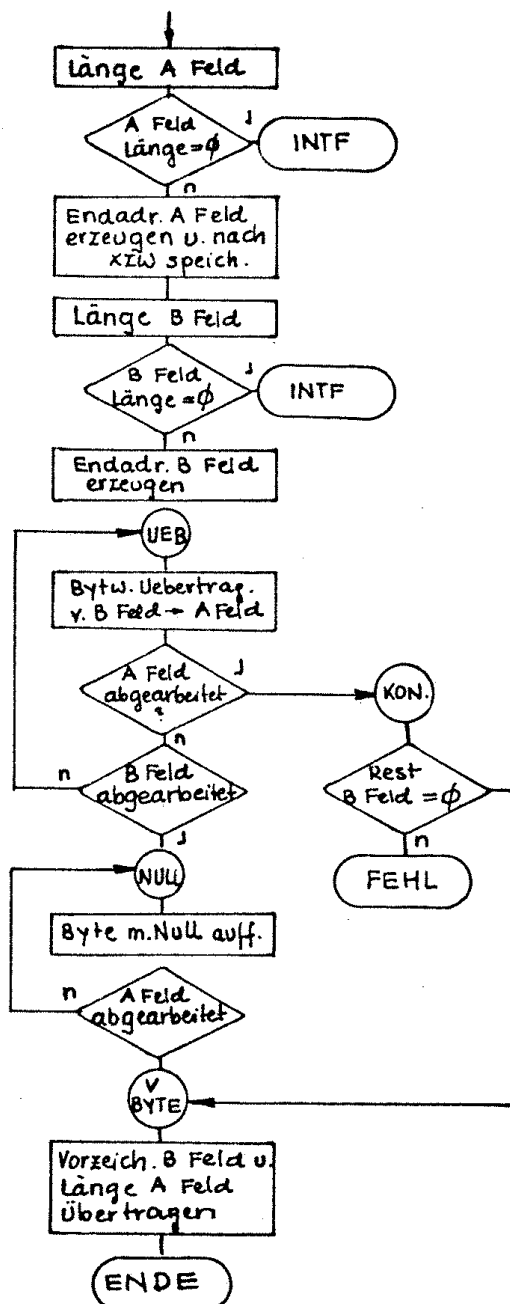 Länge A Feld
A Feld
Länge=ϕ
J
INTF
n
Endadr. A Feld
erzeugen u. nach
XIW speich.
Länge B Feld
B Feld
Länge=ϕ
J
INTF
n
Endadr. B Feld
erzeugen
UEB
Bytw. Uebertrag.
v. B Feld → A Feld
A Feld
abgearbeitet
?
J
KON.
n
B Feld
abgearbeitet
n
J
Rest
B Feld = ϕ
n
FEHL
NULL
Byte m. Null auff.
A Feld
abgearbeitet
n
V
BYTE
Vorzeich. B Feld u.
Länge A Feld
Übertragen
ENDE